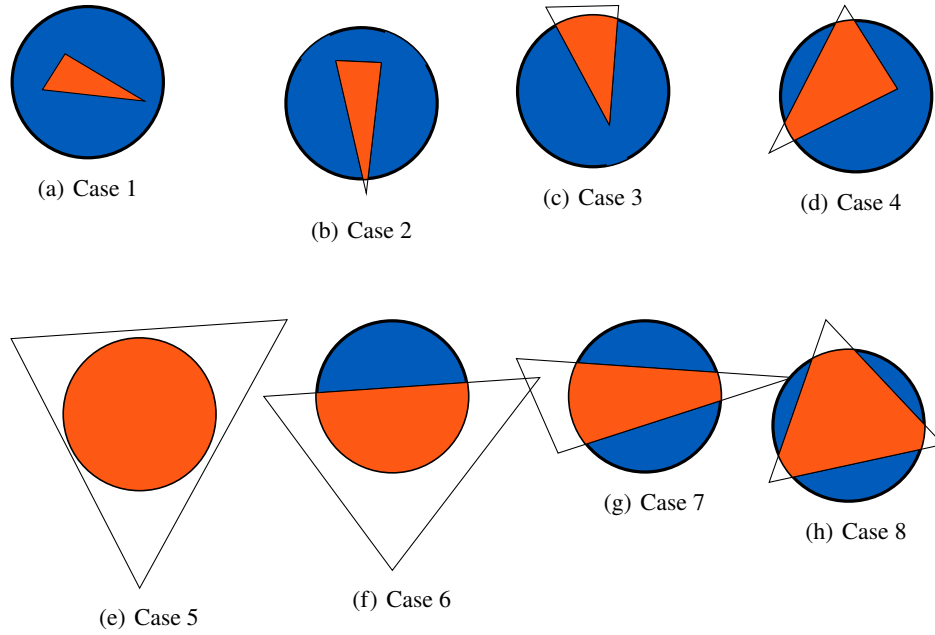 (a) Case 1
(b) Case 2
(c) Case 3
(d) Case 4
(e) Case 5
(f) Case 6
(g) Case 7
(h) Case 8